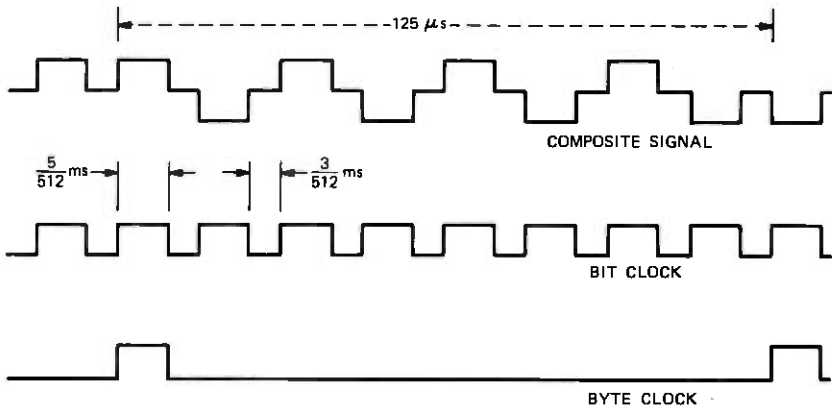 125 μs
COMPOSITE SIGNAL
5/512 ms
3/512 ms
BIT CLOCK
BYTE CLOCK